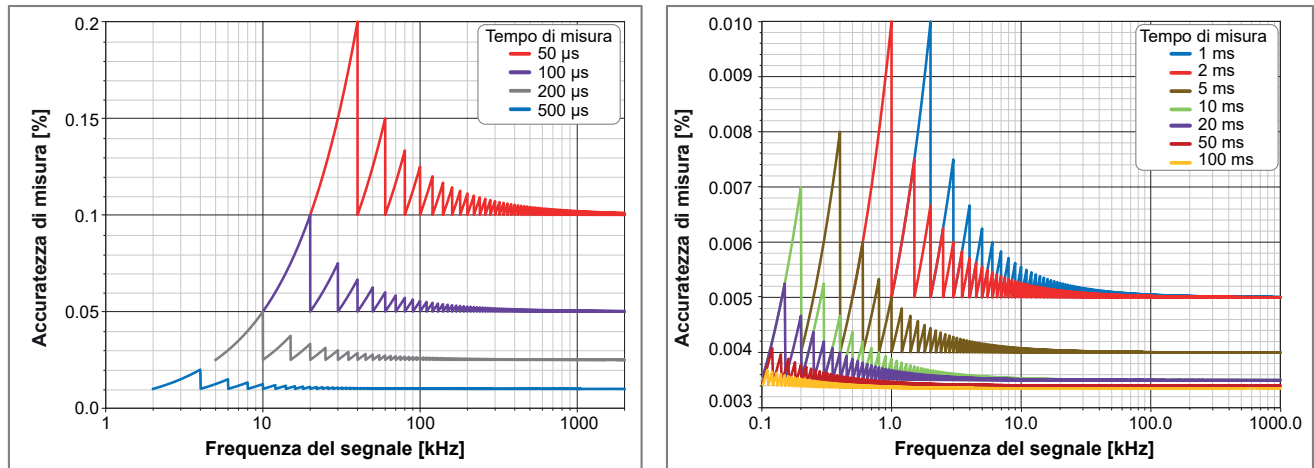 Accuratezza di misura [%]
0.2
0.15
0.1
0.05
0.0
1
10
100
1000
Frequenza del segnale [kHz]
Tempo di misura
50 µs
100 µs
200 µs
500 µs
Accuratezza di misura [%]
0.010
0.009
0.008
0.007
0.006
0.005
0.004
0.003
0.1
1.0
10.0
100.0
1000.0
Frequenza del segnale [kHz]
Tempo di misura
1 ms
2 ms
5 ms
10 ms
20 ms
50 ms
100 ms